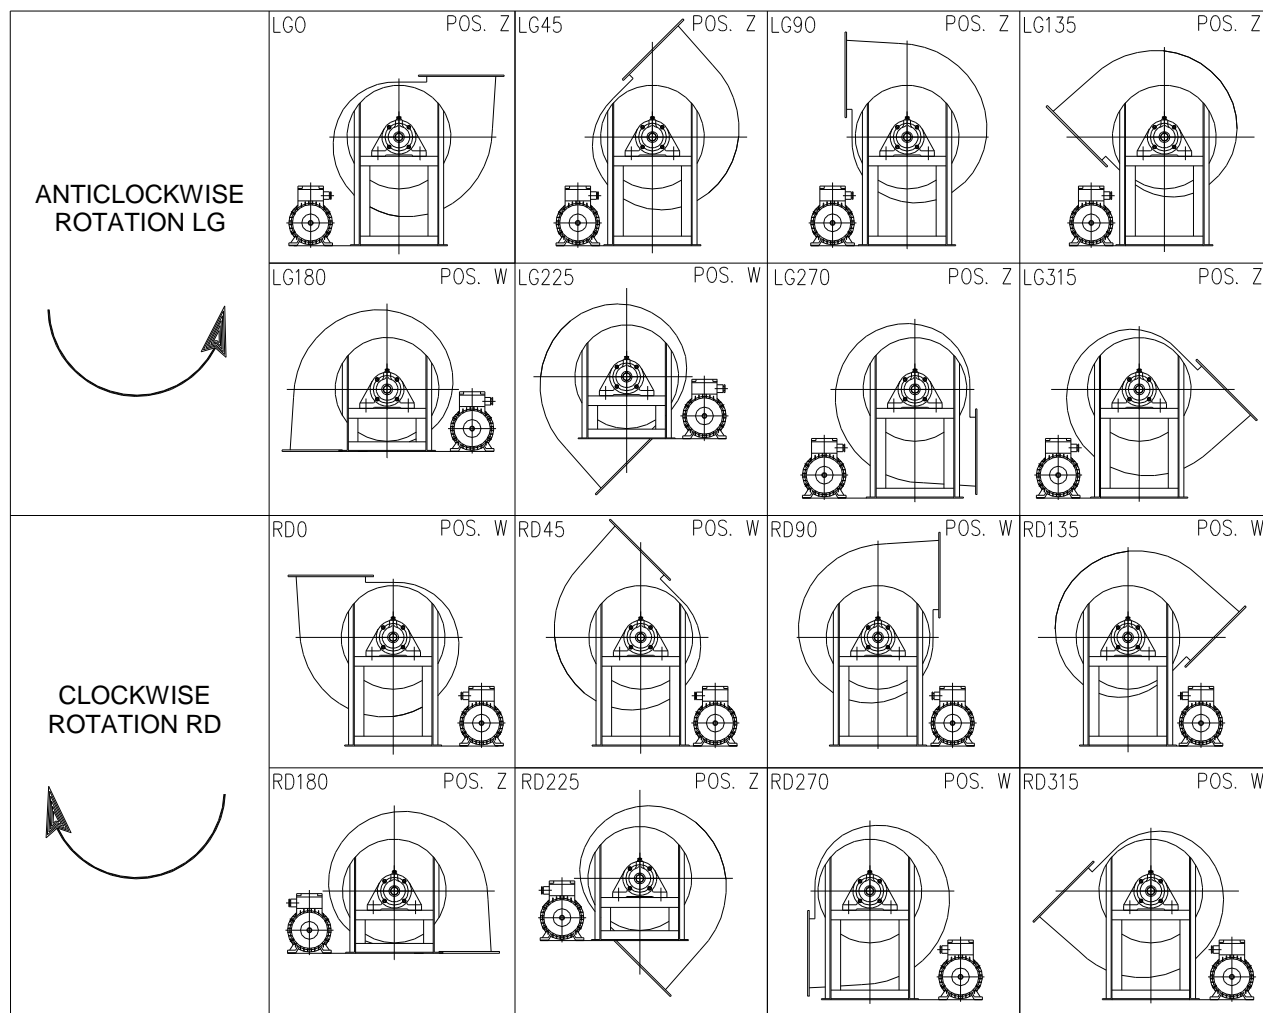 LG0 POS. Z
LG45 POS. Z
LG90 POS. Z
LG135 POS. Z
ANTICLOCKWISE
ROTATION LG
LG180 POS. W
LG225 POS. W
LG270 POS. Z
LG315 POS. Z
RD0 POS. W
RD45 POS. W
RD90 POS. W
RD135 POS. W
CLOCKWISE
ROTATION RD
RD180 POS. Z
RD225 POS. Z
RD270 POS. W
RD315 POS. W